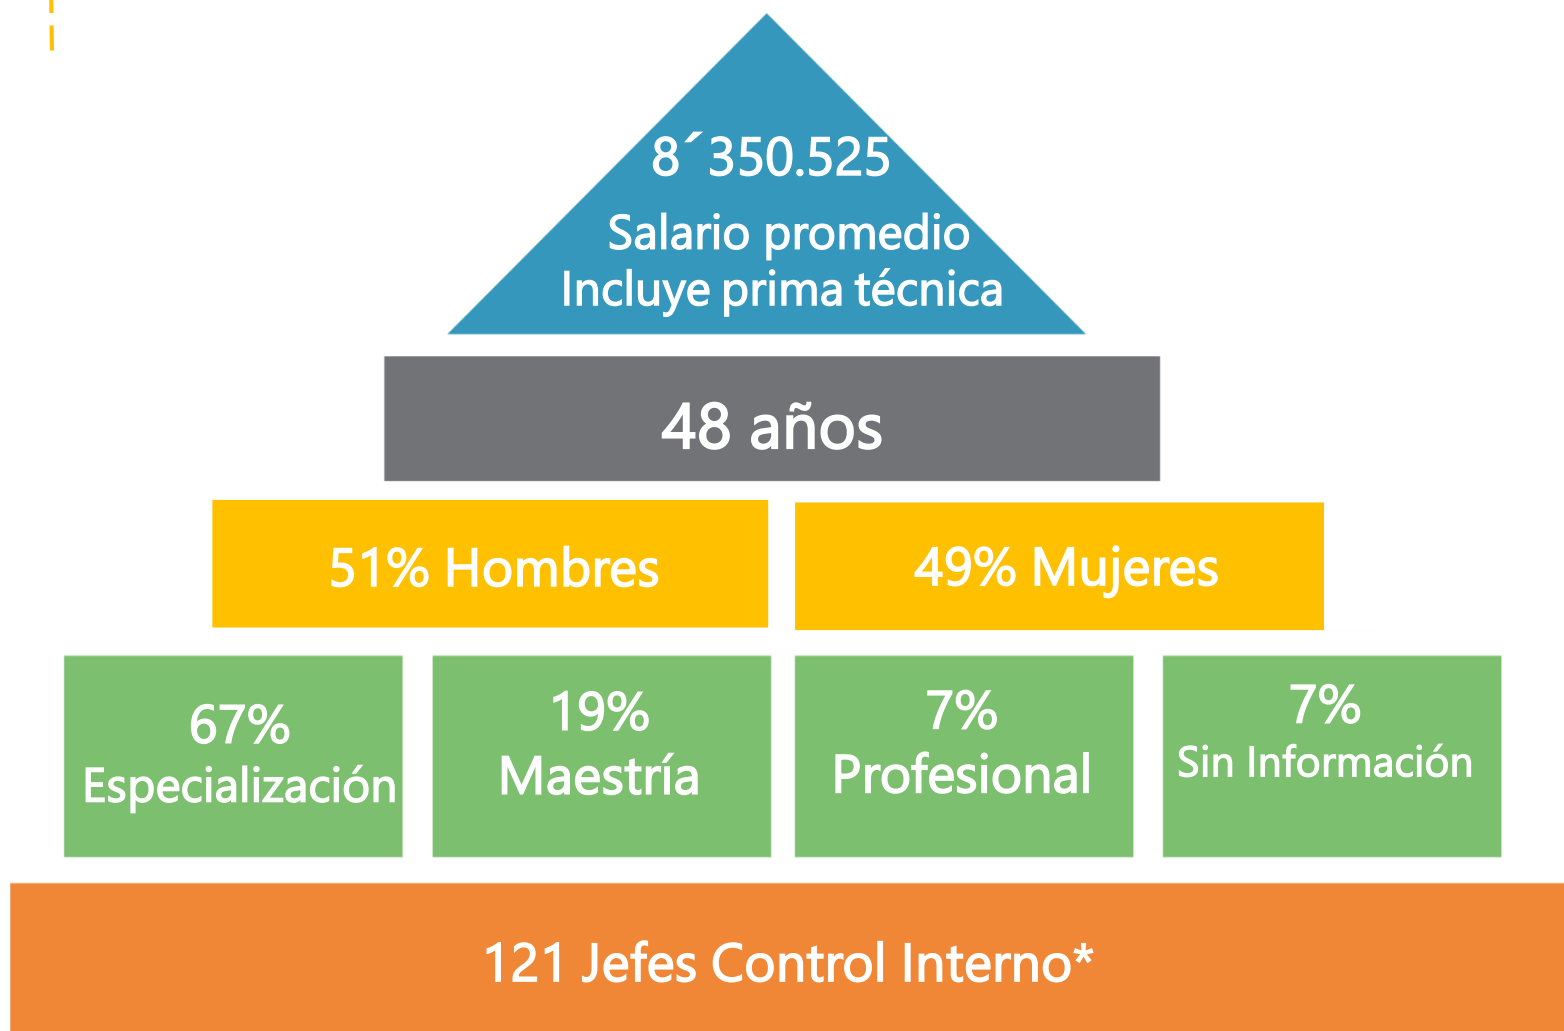 8´350.525
Salario promedio
Incluye prima técnica
48 años
51% Hombres
49% Mujeres
67%
Especialización
19%
Maestría
7%
Profesional
7%
Sin Información
121 Jefes Control Interno*